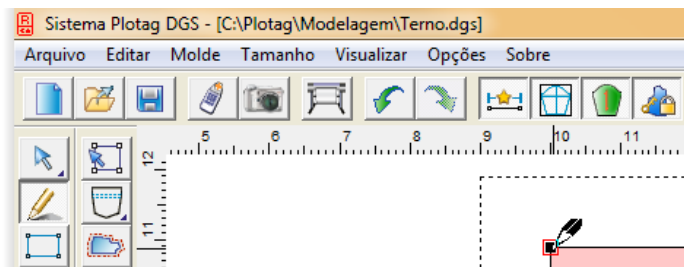 Sistema Plotag DGS - [C:\Plotag\Modelagem\Terno.dgs]
Arquivo Editar Molde Tamanho Visualizar Opções Sobre
5 6 7 8 9 10 11
12
11